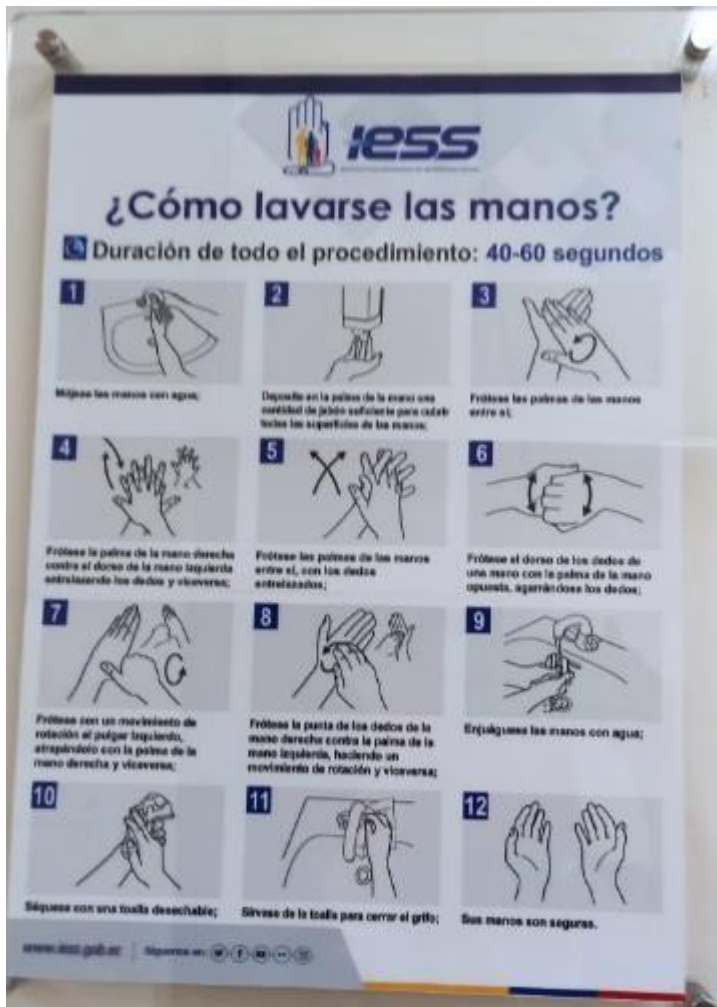 IESS
¿Cómo lavarse las manos?
Duración de todo el procedimiento: 40-60 segundos
1
Mójese las manos con agua;
2
Deposite en la palma de la mano una
cantidad de jabón suficiente para cubrir
todas las superficies de las manos;
3
Frótese las palmas de las manos
entre sí;
4
Frótese la palma de la mano derecha
contra el dorso de la mano izquierda
entrelazando los dedos y viceversa;
5
Frótese las palmas de las manos
entre sí, con los dedos
entrelazados;
6
Frótese el dorso de los dedos de
una mano con la palma de la mano
opuesta, agarrándose los dedos;
7
Frótese con un movimiento de
rotación el pulgar izquierdo,
atrapándolo con la palma de la
mano derecha y viceversa;
8
Frótese la punta de los dedos de la
mano derecha contra la palma de la
mano izquierda, haciendo un
movimiento de rotación y viceversa;
9
Enjuáguese las manos con agua;
10
Séquese con una toalla desechable;
11
Sírvase de la toalla para cerrar el grifo;
12
Sus manos son seguras.
www.iess.gob.ec
Síguenos en: